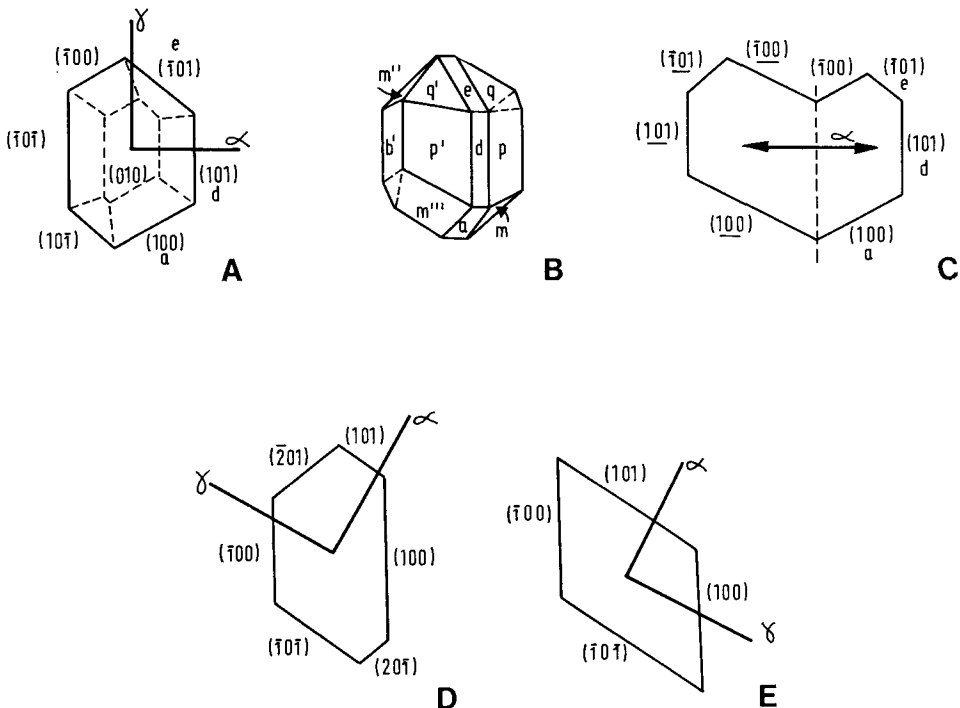 γ
e
(1̄00)
(1̄01)
(1̄01̄)
α
(010)
(101)
d
(101̄)
(100)
a
A
m''
q'
e
q
b'
p'
d
p
m'''
a
m
B
(1̄01)
(1̄00)
(1̄00)
(1̄01)
e
(101)
α
(101)
d
(100)
(100)
a
C
α
(101)
(2̄01)
γ
(1̄00)
(100)
(1̄01̄)
(201̄)
D
α
(101)
(1̄00)
(100)
γ
(1̄01̄)
E